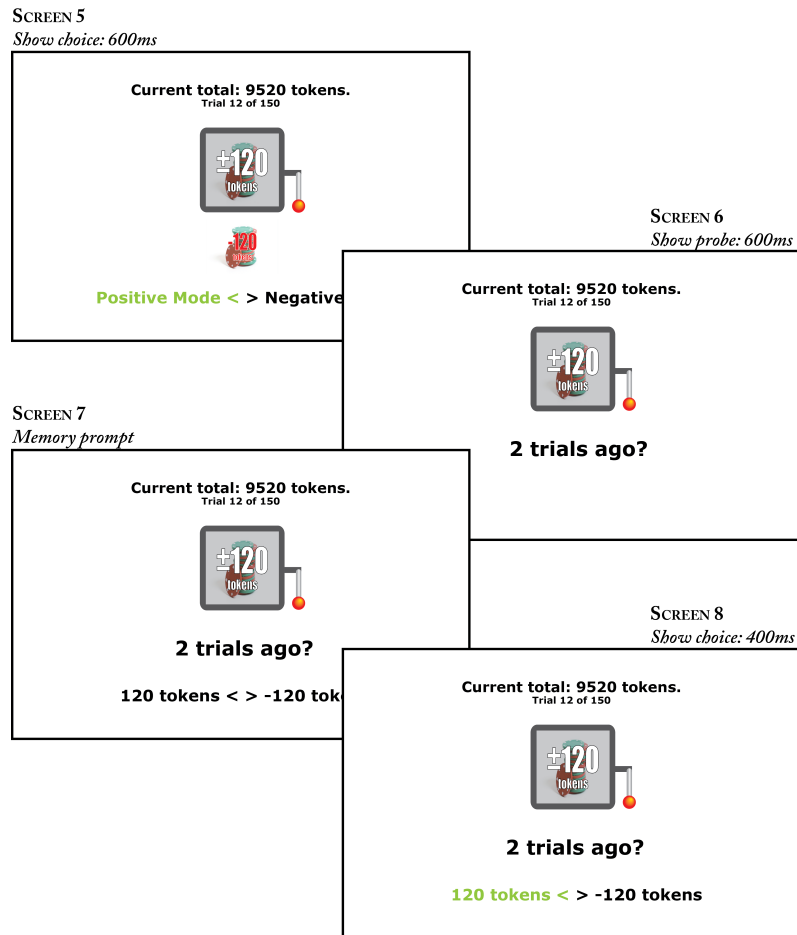 SCREEN 5
Show choice: 600ms
Current total: 9520 tokens.
Trial 12 of 150
±120
tokens
-120
tokens
Positive Mode < > Negative
SCREEN 6
Show probe: 600ms
Current total: 9520 tokens.
Trial 12 of 150
±120
tokens
2 trials ago?
SCREEN 7
Memory prompt
Current total: 9520 tokens.
Trial 12 of 150
±120
tokens
2 trials ago?
120 tokens < > -120 tok
SCREEN 8
Show choice: 400ms
Current total: 9520 tokens.
Trial 12 of 150
±120
tokens
2 trials ago?
120 tokens < > -120 tokens